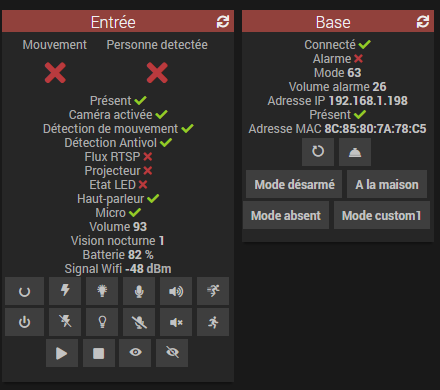 Entrée
Mouvement Personne detectée
Présent
Caméra activée
Détection de mouvement
Détection Antivol
Flux RTSP
Projecteur
Etat LED
Haut-parleur
Micro
Volume 93
Vision nocturne 1
Batterie 82 %
Signal Wifi -48 dBm
Base
Connecté
Alarme
Mode 63
Volume alarme 26
Adresse IP 192.168.1.198
Présent
Adresse MAC 8C:85:80:7A:78:C5
Mode désarmé A la maison
Mode absent Mode custom1